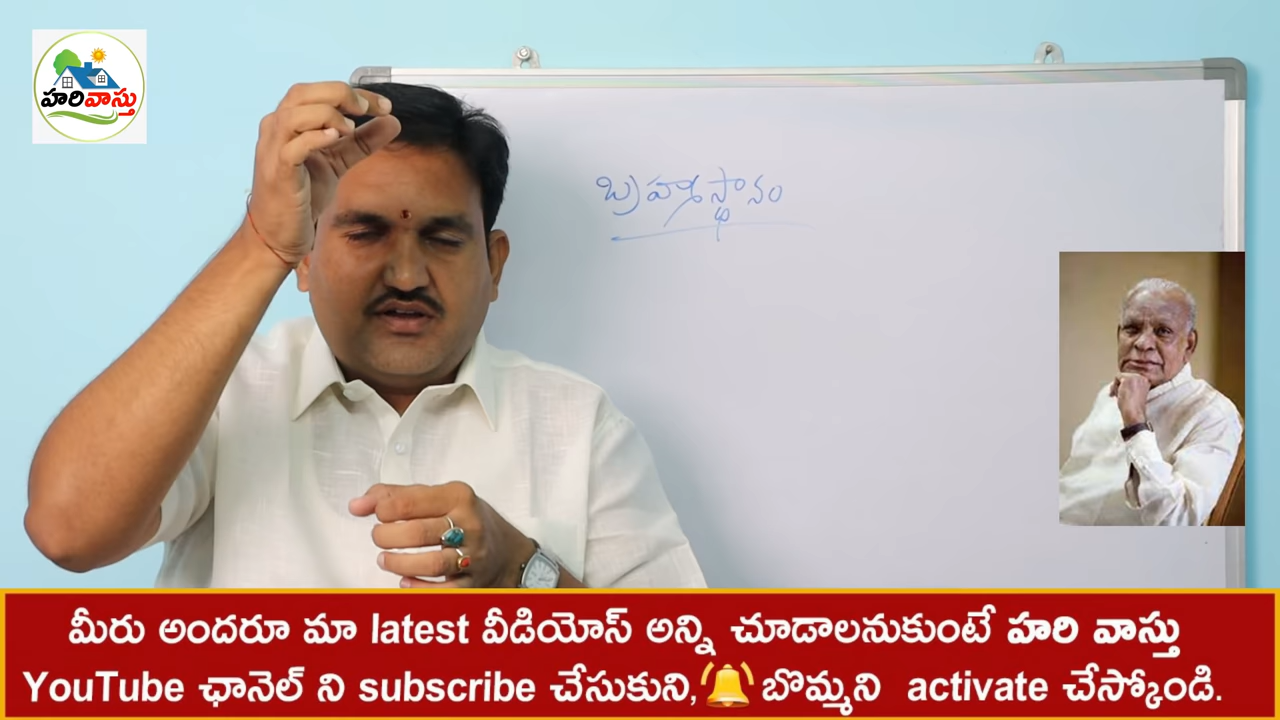 హరివాస్తు
బ్రహ్మస్థానం
మీరు అందరూ మా latest వీడియోస్ అన్ని చూడాలనుకుంటే హరి వాస్తు
YouTube ఛానెల్ ని subscribe చేసుకుని, బొమ్మని activate చేస్కోండి.